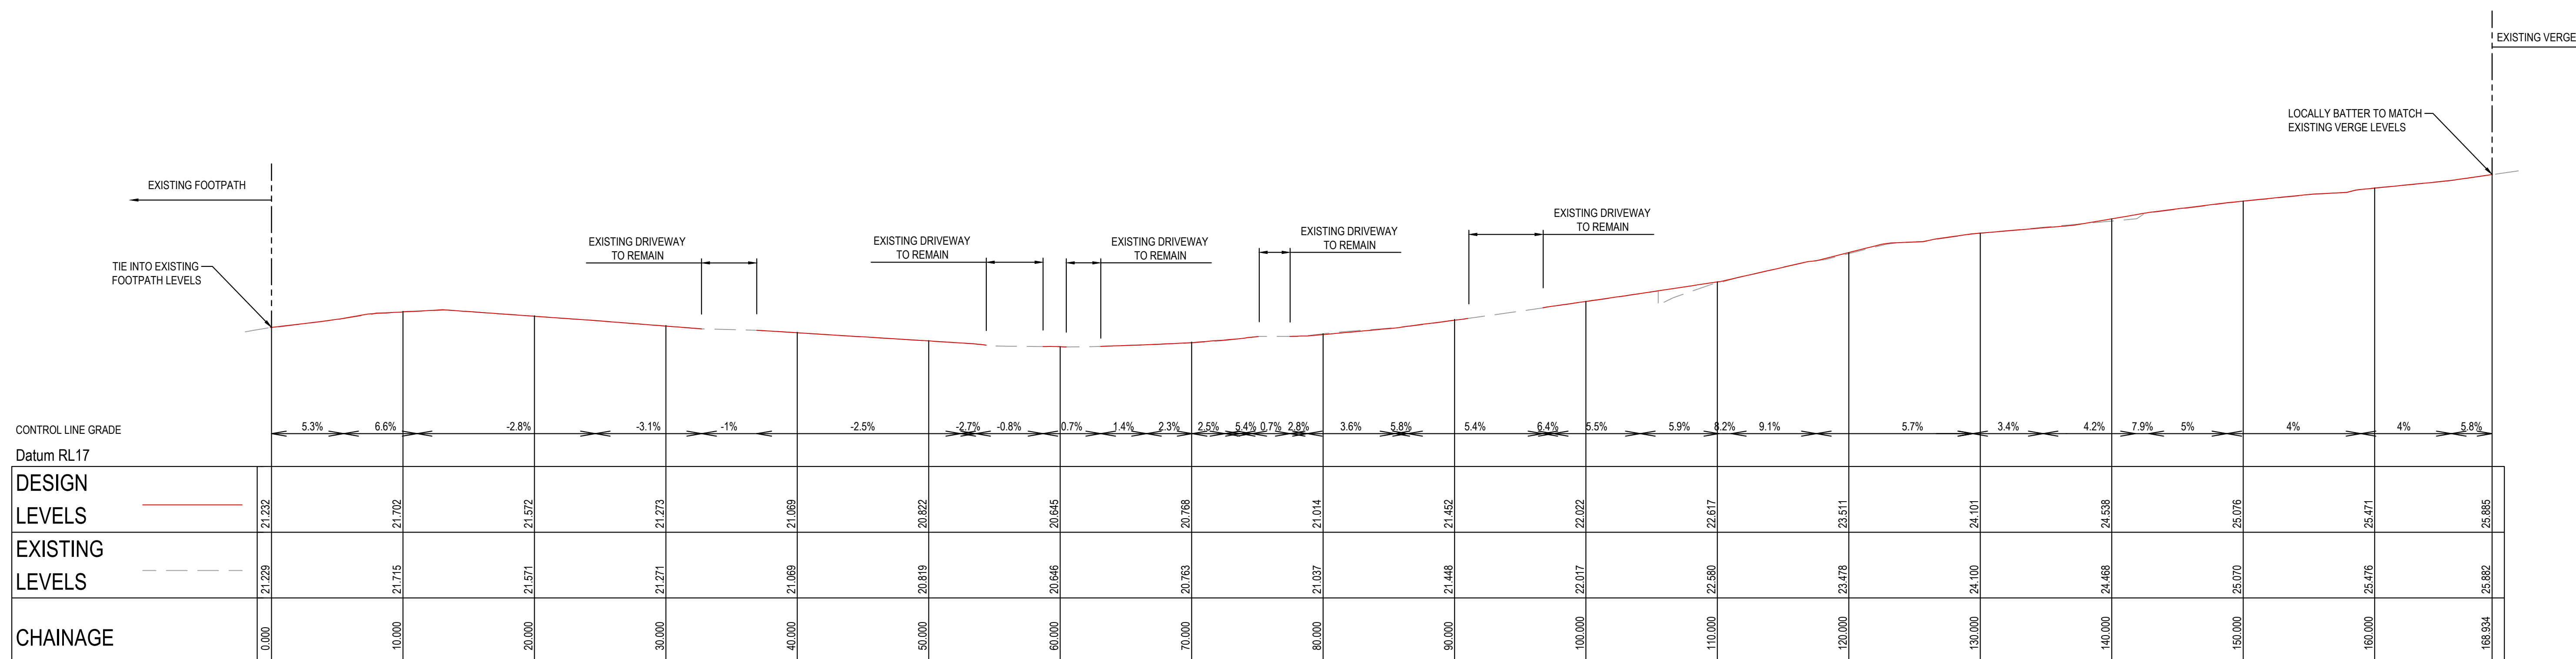 EXISTING VERGE
LOCALLY BATTER TO MATCH
EXISTING VERGE LEVELS
EXISTING FOOTPATH
TIE INTO EXISTING
FOOTPATH LEVELS
EXISTING DRIVEWAY
TO REMAIN
EXISTING DRIVEWAY
TO REMAIN
EXISTING DRIVEWAY
TO REMAIN
EXISTING DRIVEWAY
TO REMAIN
EXISTING DRIVEWAY
TO REMAIN
CONTROL LINE GRADE 5.3% 6.6% -2.8% -3.1% -1% -2.5% -2.7% -0.8% 0.7% 1.4% 2.3% 2.5% 5.4% 0.7% 2.8% 3.6% 5.8% 5.4% 6.4% 5.5% 5.9% 8.2% 9.1% 5.7% 3.4% 4.2% 7.9% 5% 4% 4% 5.8%
Datum RL17
DESIGN
LEVELS 21.232 21.702 21.572 21.273 21.069 20.822 20.645 20.768 21.014 21.452 22.022 22.617 23.511 24.101 24.538 25.076 25.471 25.885
EXISTING
LEVELS 21.229 21.715 21.571 21.271 21.069 20.819 20.646 20.763 21.037 21.448 22.017 22.580 23.478 24.100 24.468 25.070 25.476 25.882
CHAINAGE 0.000 10.000 20.000 30.000 40.000 50.000 60.000 70.000 80.000 90.000 100.000 110.000 120.000 130.000 140.000 150.000 160.000 168.934